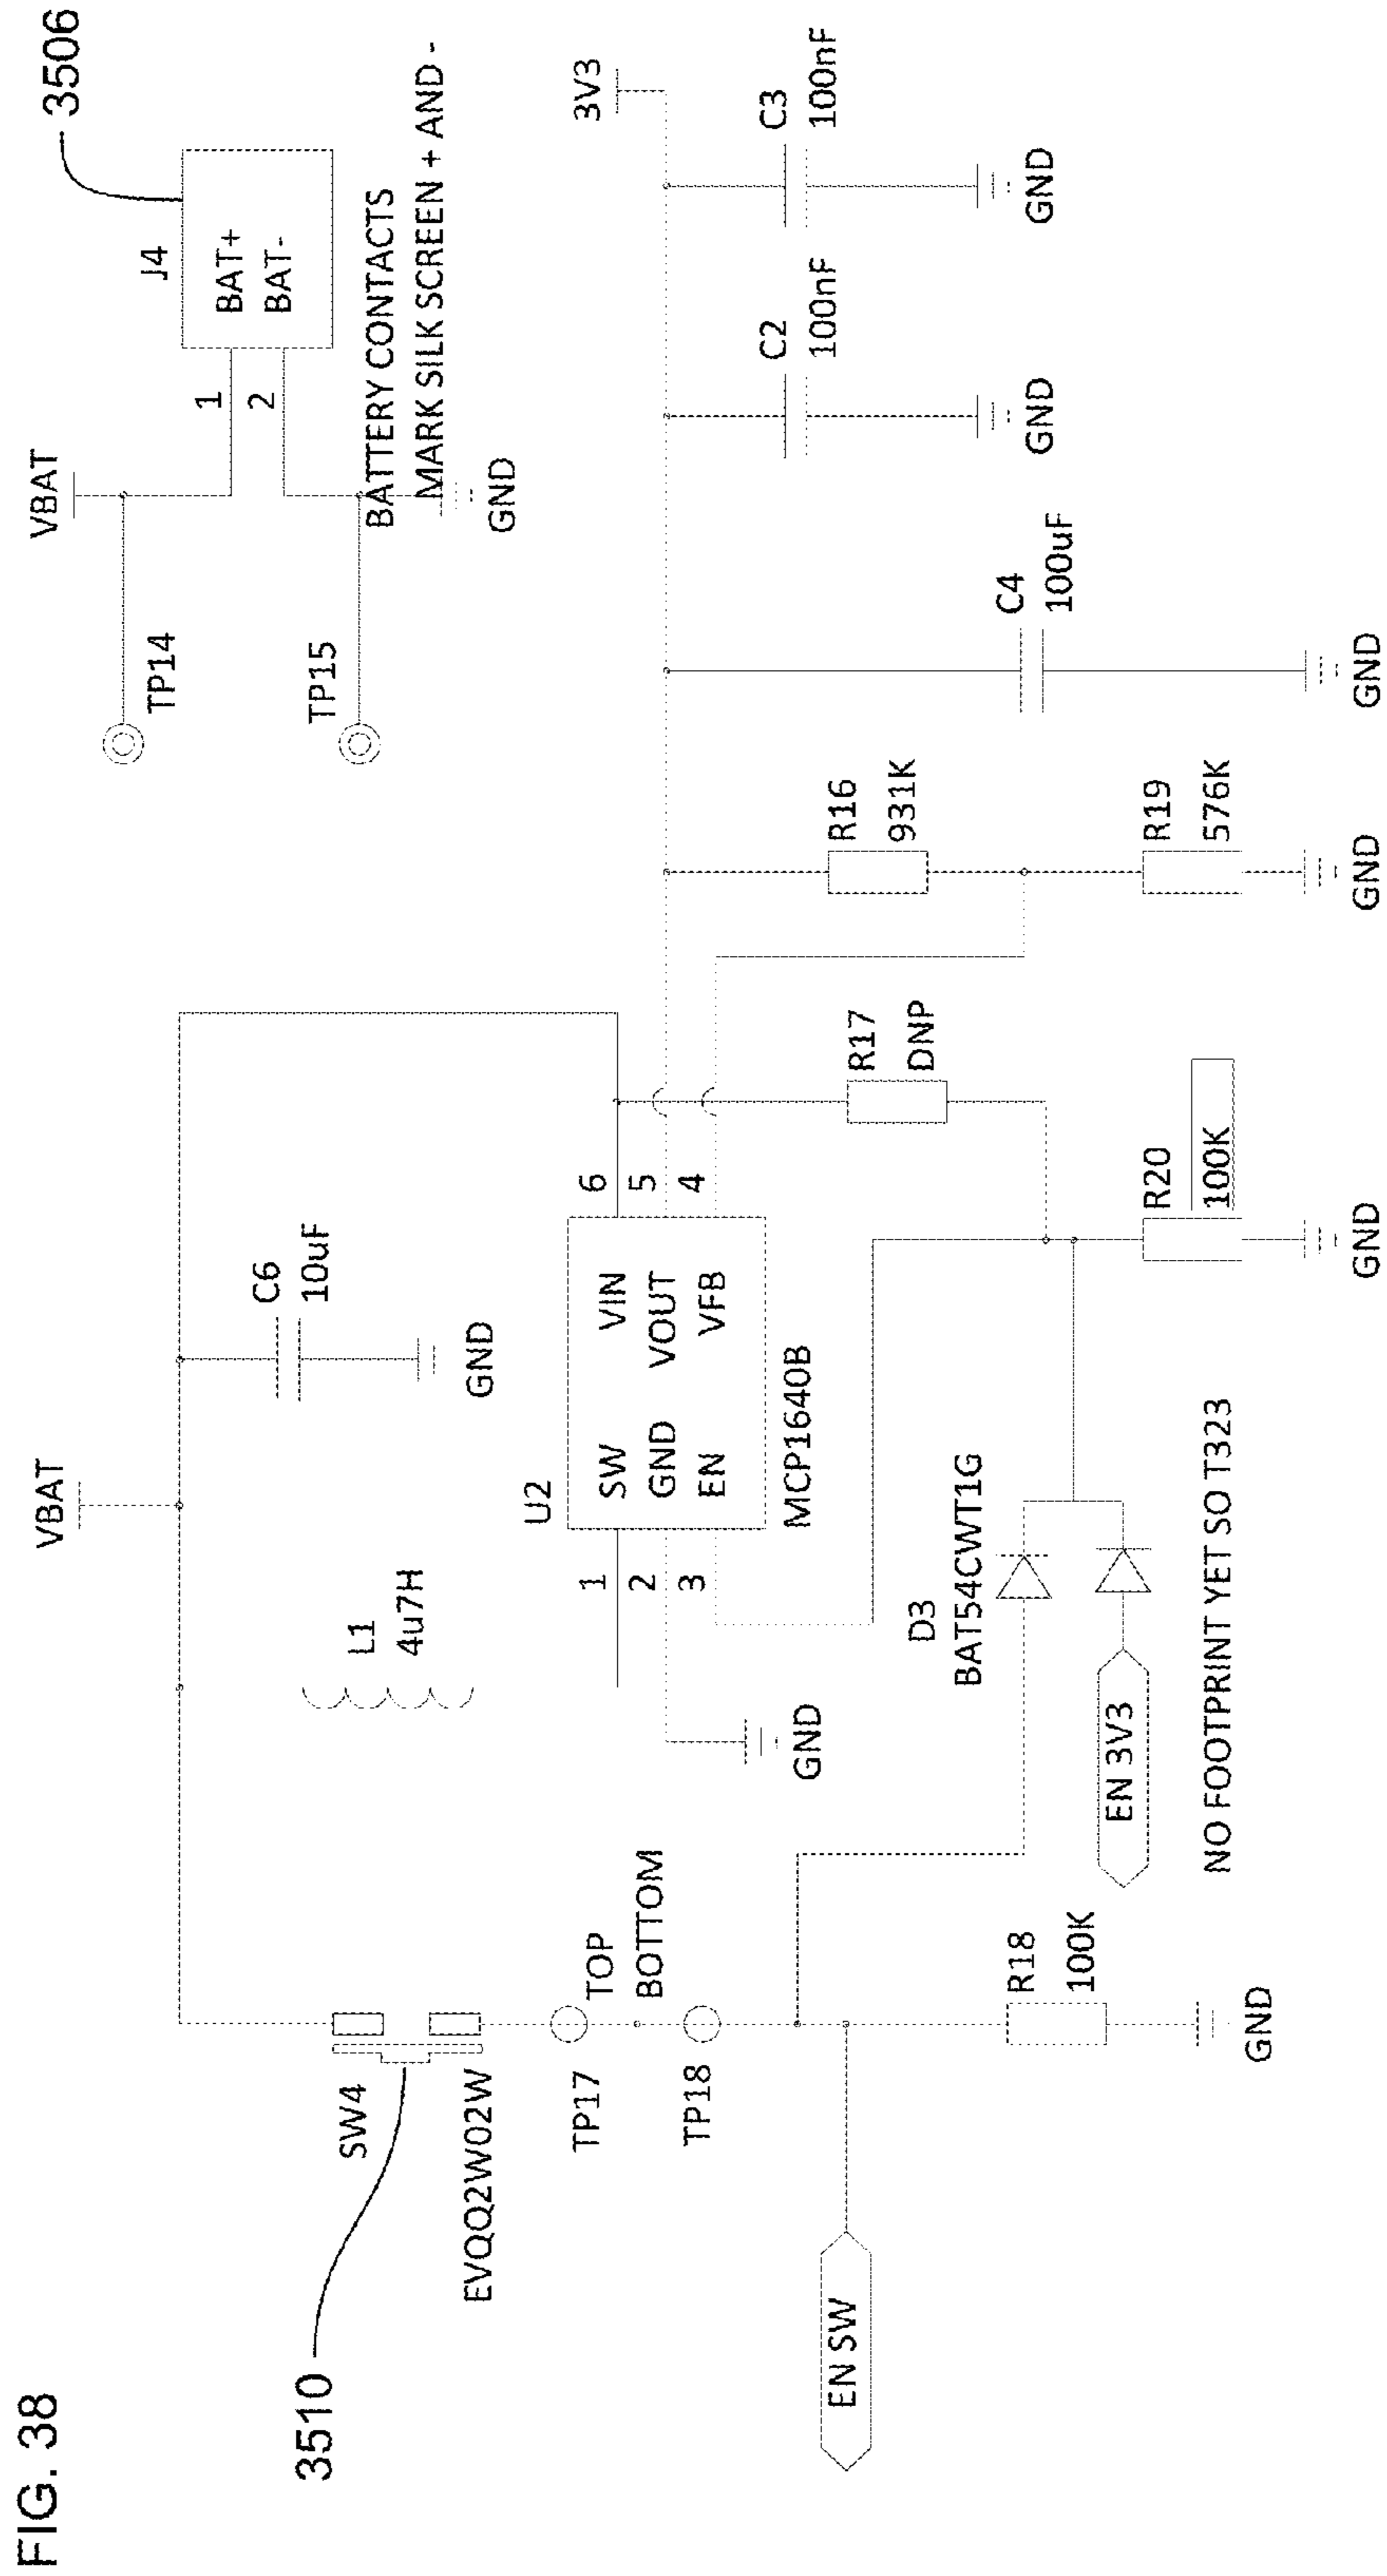 FIG. 38
3510
SW4
EVQQ2W02W
TP17
TOP
BOTTOM
TP18
EN SW
R18
100K
GND
VBAT
L1
4u7H
C6
10uF
GND
U2
1
2
3
SW
GND
EN
VIN
VOUT
VFB
6
5
4
MCP1640B
GND
D3
BAT54CWT1G
EN 3V3
NO FOOTPRINT YET SO T323
R17
DNP
R20
100K
GND
R16
931K
R19
576K
GND
C4
100uF
GND
C2
100nF
GND
C3
100nF
GND
3V3
VBAT
TP14
TP15
1
2
J4
BAT+
BAT-
3506
BATTERY CONTACTS
MARK SILK SCREEN + AND -
GND